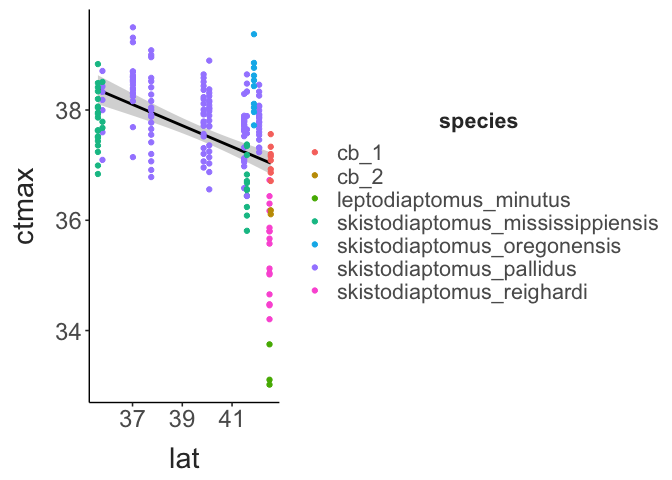 38
36
34
ctmax
37 39 41
lat
species
cb_1
cb_2
leptodiaptomus_minutus
skistodiaptomus_mississippiensis
skistodiaptomus_oregonensis
skistodiaptomus_pallidus
skistodiaptomus_reighardi